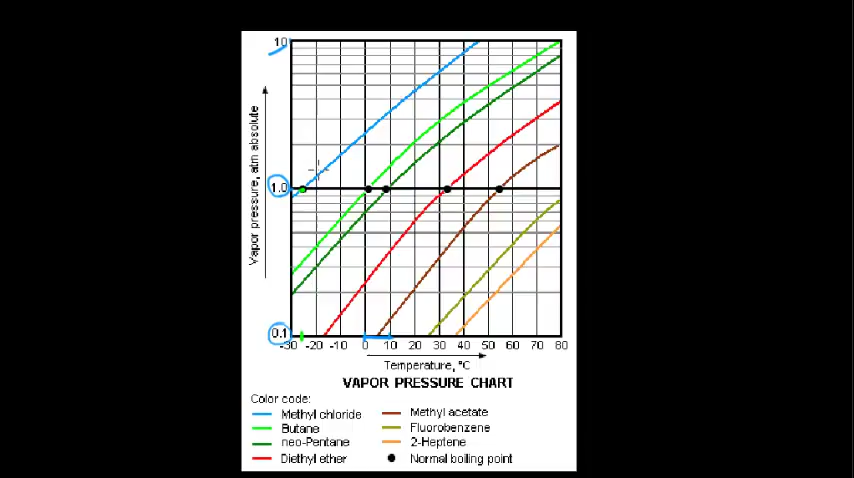 10
1.0
0.1
Vapor pressure, atm absolute
-30 -20 -10 0 10 20 30 40 50 60 70 80
Temperature, °C
VAPOR PRESSURE CHART
Color code:
Methyl chloride
Butane
neo-Pentane
Diethyl ether
Methyl acetate
Fluorobenzene
2-Heptene
Normal boiling point